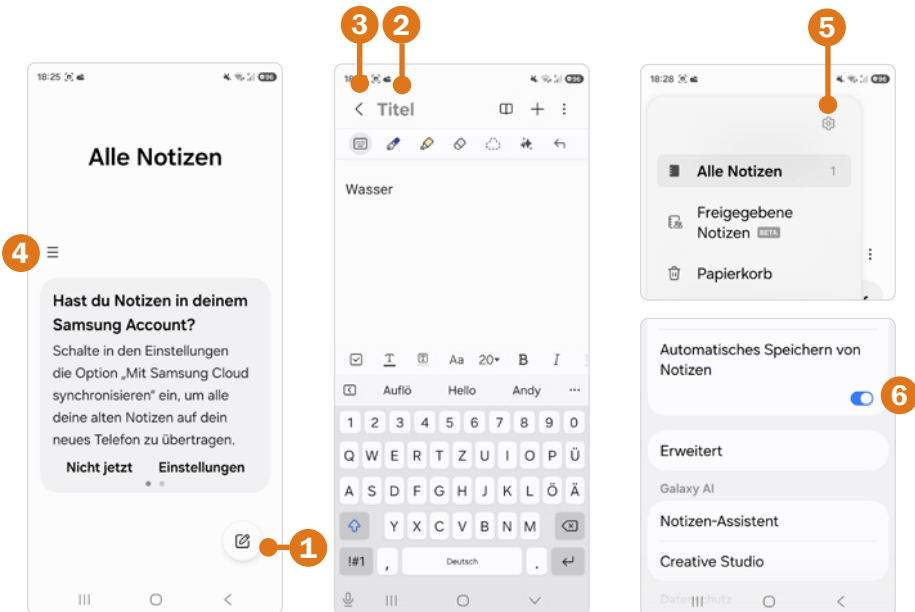 3
2
5
18:25
96
96
18:28
96
Titel
Alle Notizen
Wasser
Alle Notizen 1
Freigegebene
Notizen BETA
Papierkorb
4
Hast du Notizen in deinem
Samsung Account?
Schalte in den Einstellungen
die Option „Mit Samsung Cloud
synchronisieren" ein, um alle
deine alten Notizen auf dein
neues Telefon zu übertragen.
Nicht jetzt Einstellungen
1
T T Aa 20 B I
Auflö Hello Andy
1 2 3 4 5 6 7 8 9 0
Q W E R T Z U I O P Ü
A S D F G H J K L Ö Ä
Y X C V B N M
!#1 , Deutsch .
Automatisches Speichern von
Notizen
6
Erweitert
Galaxy AI
Notizen-Assistent
Creative Studio
Datenschutz